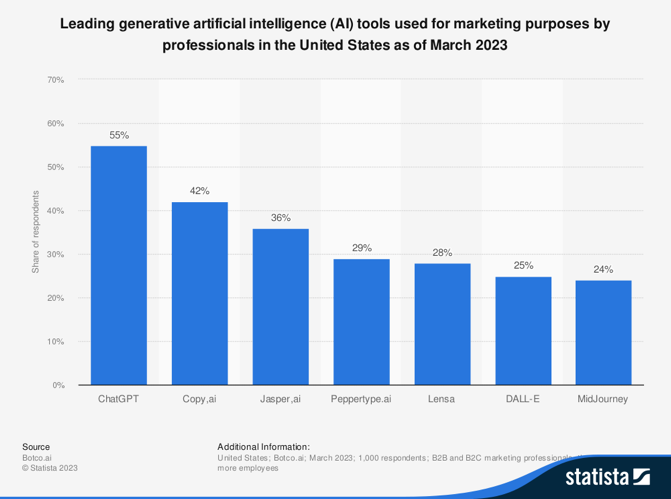 Leading generative artificial intelligence (AI) tools used for marketing purposes by
professionals in the United States as of March 2023
70%
60%
50%
40%
30%
20%
10%
0%
Share of respondents
55%
42%
36%
29%
28%
25%
24%
ChatGPT
Copy,ai
Jasper,ai
Peppertype.ai
Lensa
DALL-E
MidJourney
Source
Botco.ai
© Statista 2023
Additional Information:
United States; Botco.ai; March 2023; 1,000 respondents; B2B and B2C marketing professionals
more employees
statista